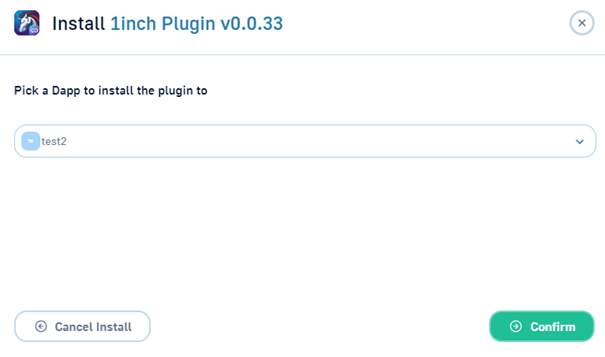 Install 1inch Plugin v0.0.33
Pick a Dapp to install the plugin to
test2
Cancel Install
Confirm